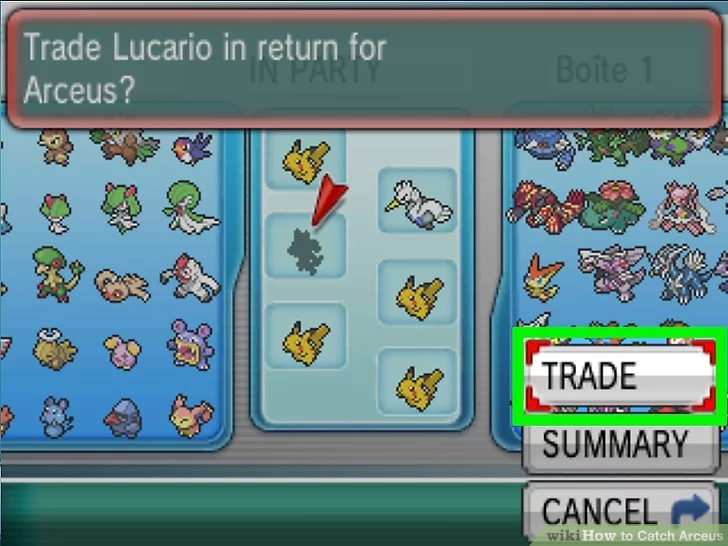 Trade Lucario in return for
Arceus?
IN PARTY
Boîte 1
TRADE
SUMMARY
CANCEL
wikiHow to Catch Arceus